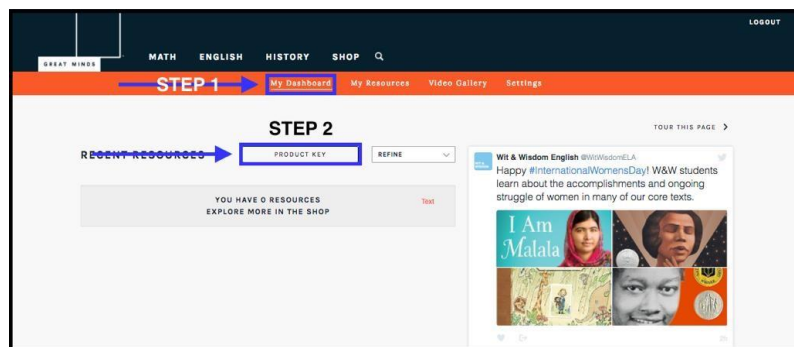 LOGOUT
GREAT MINDS
MATH ENGLISH HISTORY SHOP
STEP 1 My Dashboard My Resources Video Gallery Settings
STEP 2
TOUR THIS PAGE
RECENT RESOURCES PRODUCT KEY REFINE
YOU HAVE 0 RESOURCES
EXPLORE MORE IN THE SHOP
Text
Wit & Wisdom English @WitWisdomELA
Happy #InternationalWomensDay! W&W students
learn about the accomplishments and ongoing
struggle of women in many of our core texts.
I Am
Malala